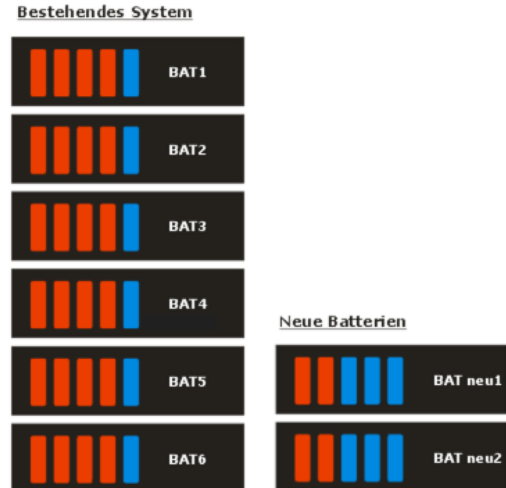 Bestehendes System
BAT1
BAT2
BAT3
BAT4
BAT5
BAT6
Neue Batterien
BAT neu1
BAT neu2